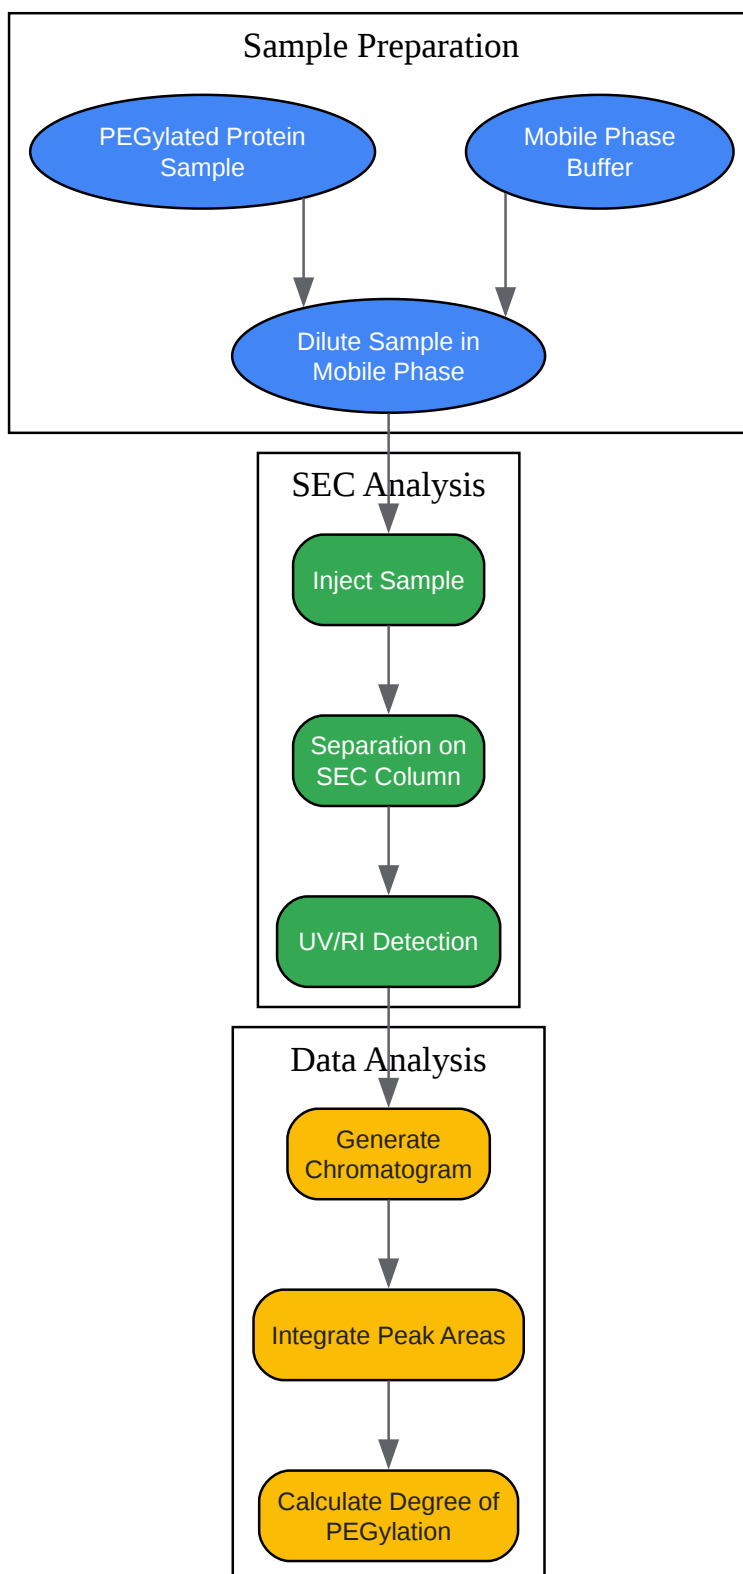 Sample Preparation
PEGylated Protein
Sample
Mobile Phase
Buffer
Dilute Sample in
Mobile Phase
SEC Analysis
Inject Sample
Separation on
SEC Column
UV/RI Detection
Data Analysis
Generate
Chromatogram
Integrate Peak Areas
Calculate Degree of
PEGylation